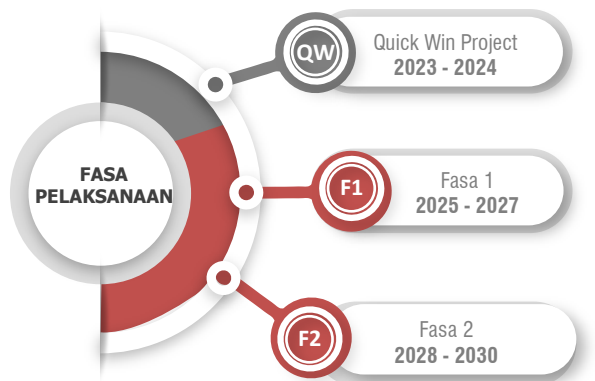 QW
Quick Win Project
2023 - 2024
FASA
PELAKSANAAN
F1
Fasa 1
2025 - 2027
F2
Fasa 2
2028 - 2030